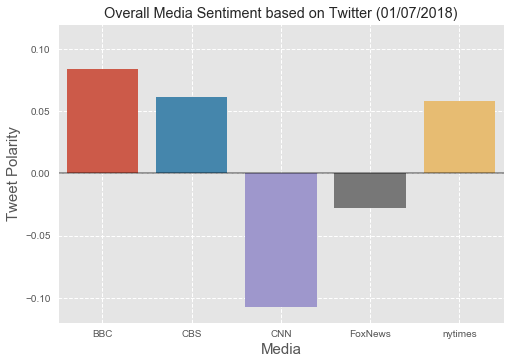 Overall Media Sentiment based on Twitter (01/07/2018)
0.10
0.05
0.00
−0.05
−0.10
Tweet Polarity
BBC CBS CNN FoxNews nytimes
Media